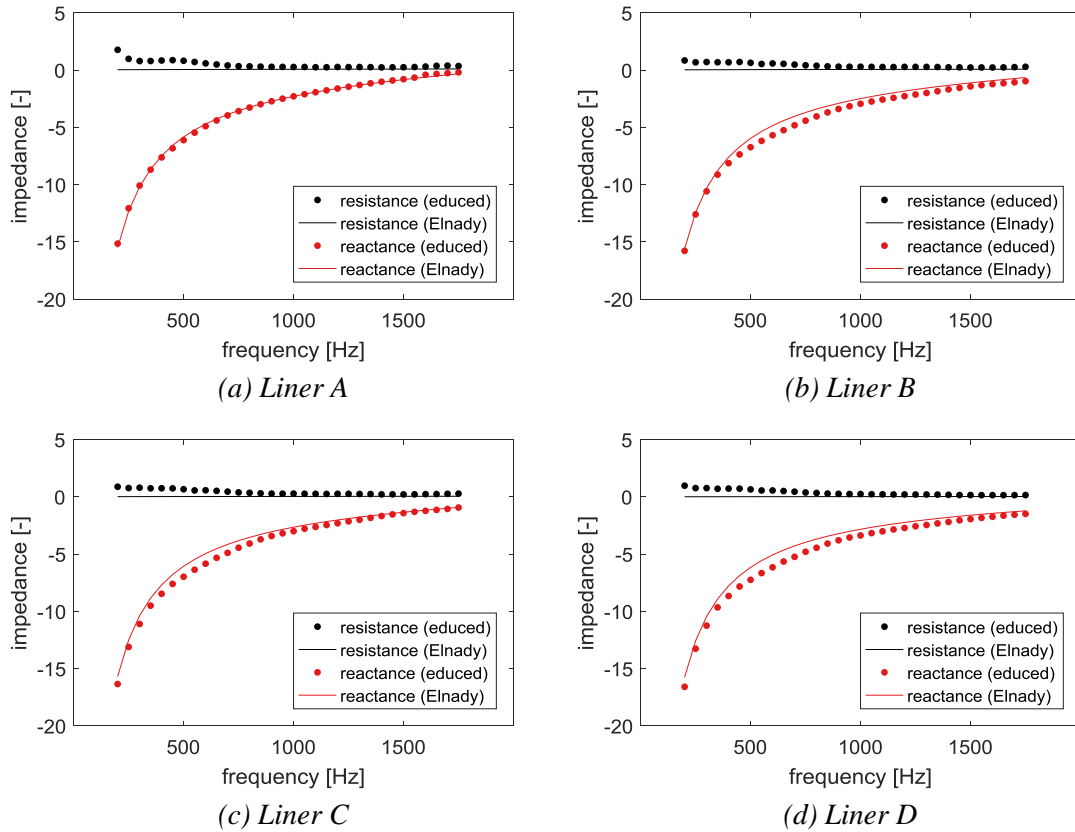 5
0
-5
-10
-15
-20
impedance [-]
resistance (educed)
resistance (Elnady)
reactance (educed)
reactance (Elnady)
500
1000
1500
frequency [Hz]
(a) Liner A
5
0
-5
-10
-15
-20
impedance [-]
resistance (educed)
resistance (Elnady)
reactance (educed)
reactance (Elnady)
500
1000
1500
frequency [Hz]
(b) Liner B
5
0
-5
-10
-15
-20
impedance [-]
resistance (educed)
resistance (Elnady)
reactance (educed)
reactance (Elnady)
500
1000
1500
frequency [Hz]
(c) Liner C
5
0
-5
-10
-15
-20
impedance [-]
resistance (educed)
resistance (Elnady)
reactance (educed)
reactance (Elnady)
500
1000
1500
frequency [Hz]
(d) Liner D